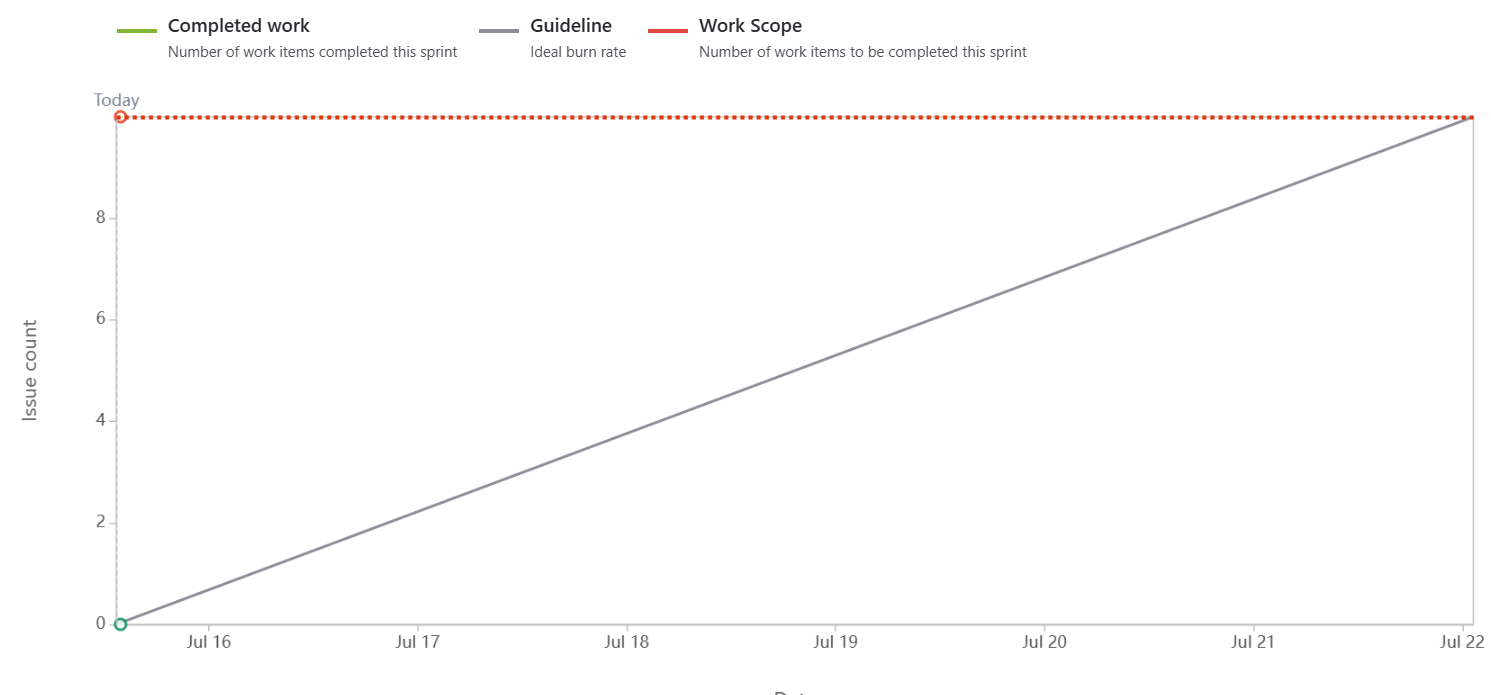 Completed work Guideline Work Scope
Number of work items completed this sprint Ideal burn rate Number of work items to be completed this sprint
Today
8
6
Issue count
4
2
0
Jul 16 Jul 17 Jul 18 Jul 19 Jul 20 Jul 21 Jul 22